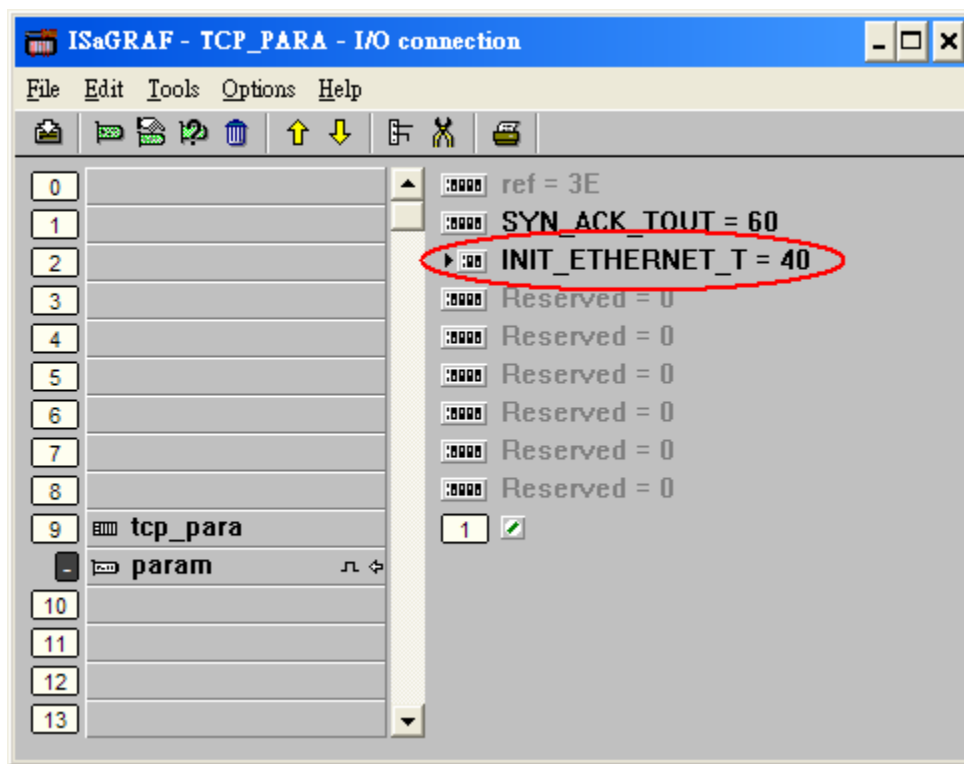 ISaGRAF - TCP_PARA - I/O connection
File Edit Tools Options Help
0
1
2
3
4
5
6
7
8
9 tcp_para
- param
10
11
12
13
ref = 3E
SYN_ACK_TOUT = 60
INIT_ETHERNET_T = 40
Reserved = 0
Reserved = 0
Reserved = 0
Reserved = 0
Reserved = 0
Reserved = 0
1